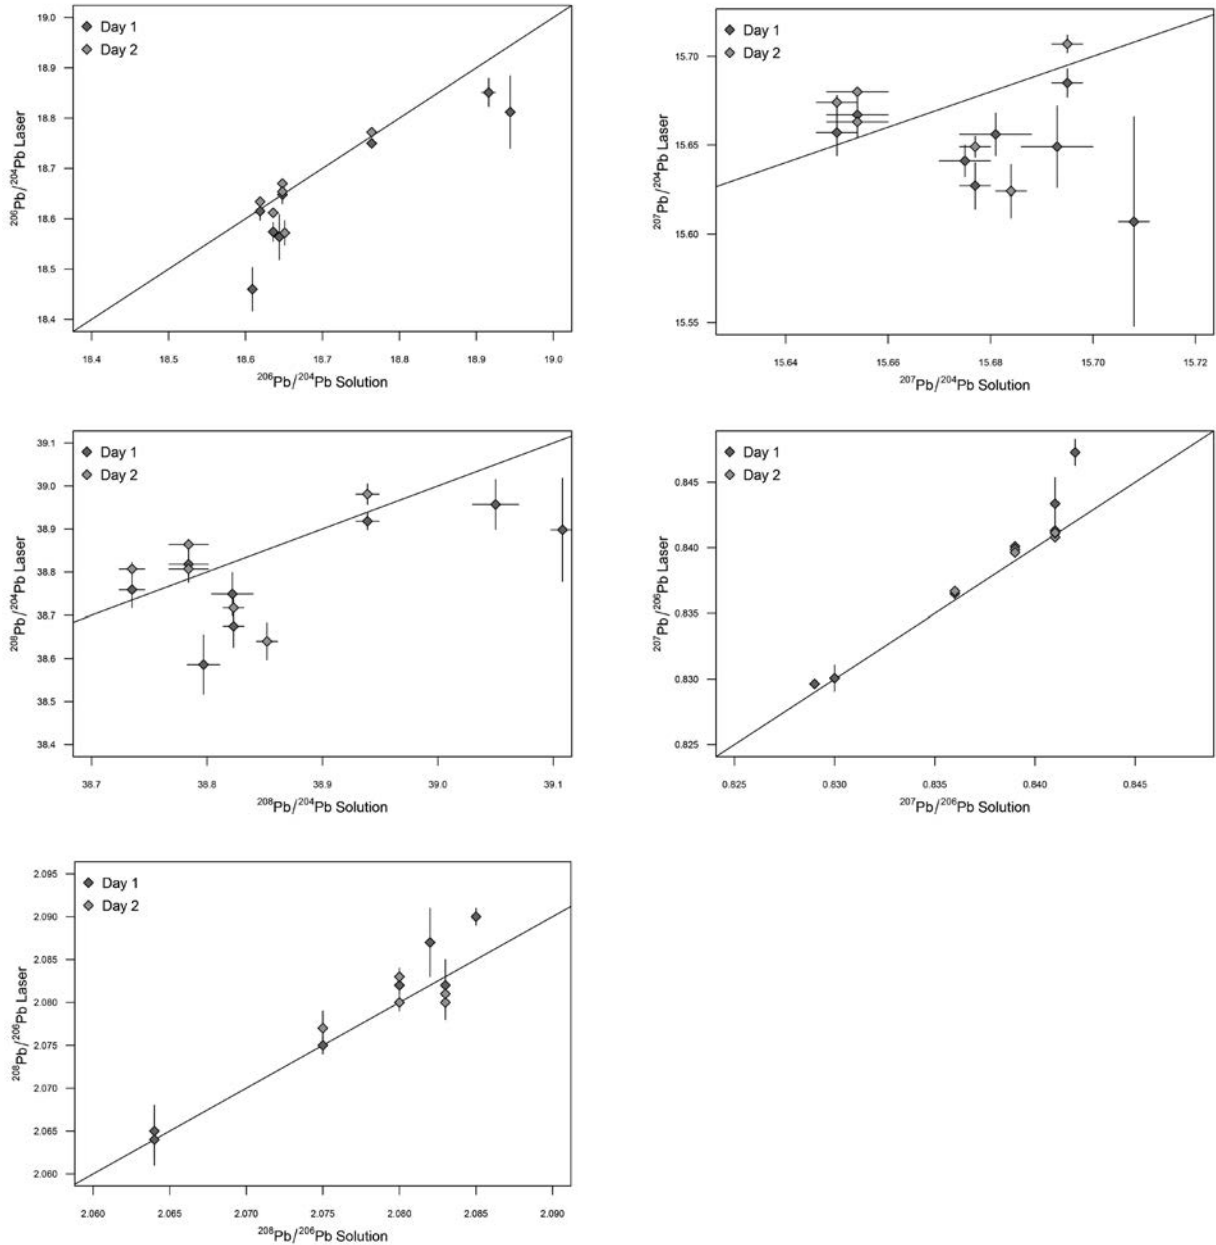 19.0
18.9
18.8
18.7
18.6
18.5
18.4
Day 1
Day 2
²⁰⁶Pb/²⁰⁴Pb Laser
18.4 18.5 18.6 18.7 18.8 18.9 19.0
²⁰⁶Pb/²⁰⁴Pb Solution
15.70
15.65
15.60
15.55
Day 1
Day 2
²⁰⁷Pb/²⁰⁴Pb Laser
15.64 15.66 15.68 15.70 15.72
²⁰⁷Pb/²⁰⁴Pb Solution
39.1
39.0
38.9
38.8
38.7
38.6
38.5
38.4
Day 1
Day 2
²⁰⁸Pb/²⁰⁴Pb Laser
38.7 38.8 38.9 39.0 39.1
²⁰⁸Pb/²⁰⁴Pb Solution
0.845
0.840
0.835
0.830
0.825
Day 1
Day 2
²⁰⁷Pb/²⁰⁶Pb Laser
0.825 0.830 0.835 0.840 0.845
²⁰⁷Pb/²⁰⁶Pb Solution
2.095
2.090
2.085
2.080
2.075
2.070
2.065
2.060
Day 1
Day 2
²⁰⁸Pb/²⁰⁶Pb Laser
2.060 2.065 2.070 2.075 2.080 2.085 2.090
²⁰⁸Pb/²⁰⁶Pb Solution